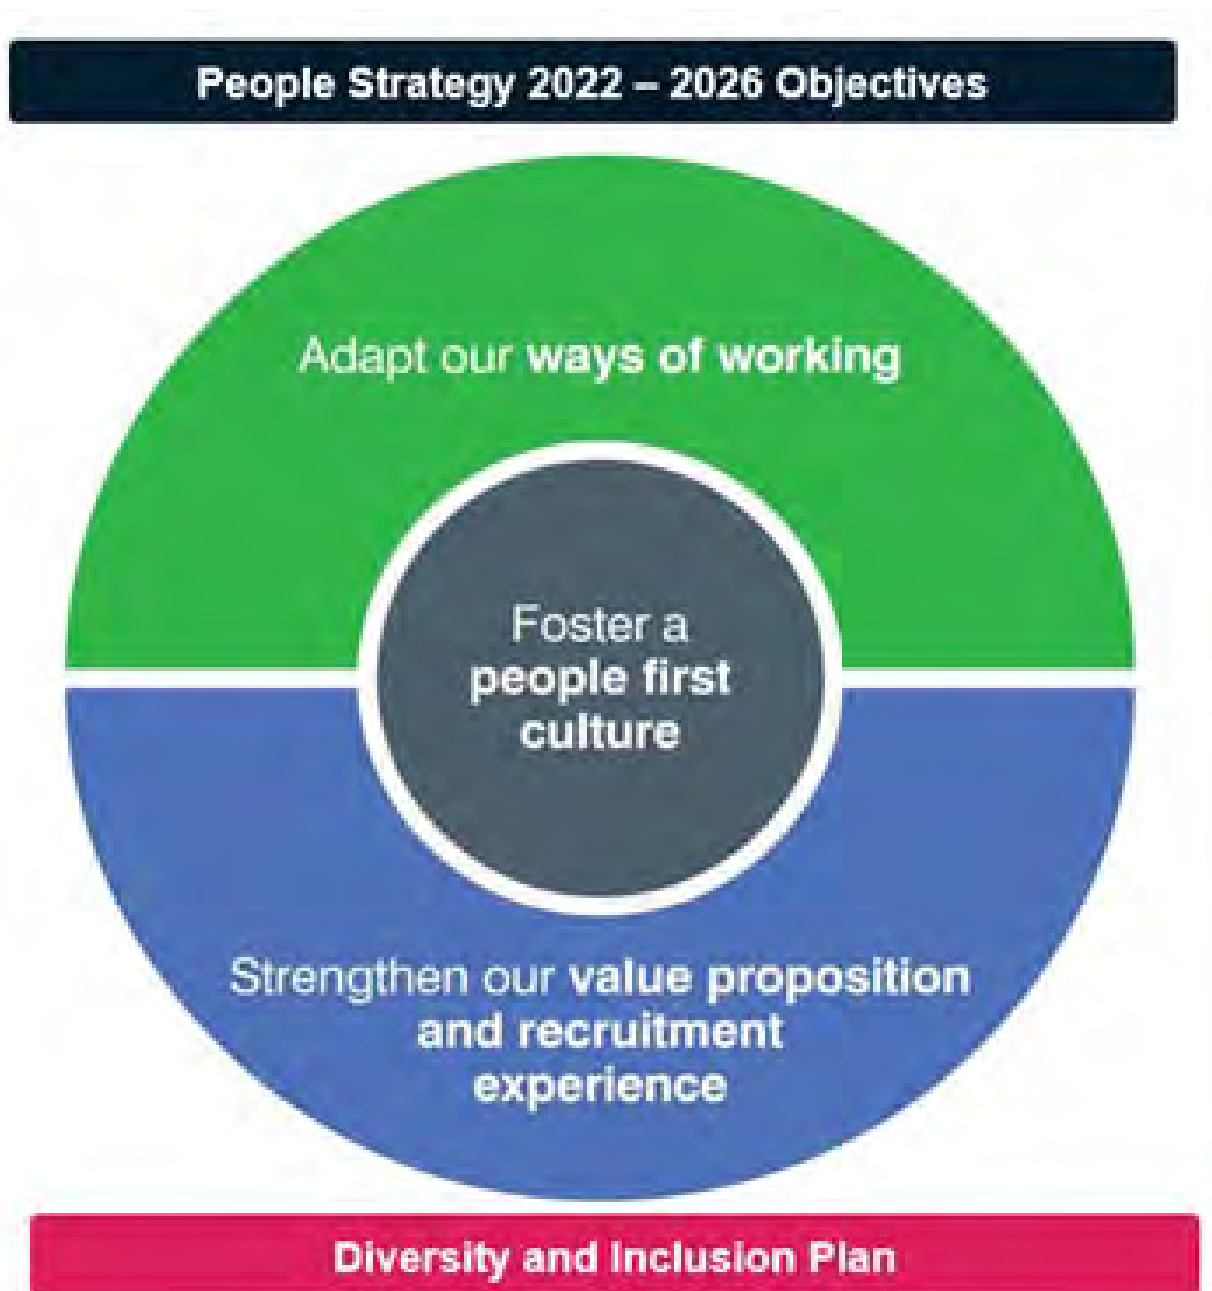 People Strategy 2022 – 2026 Objectives
Adapt our ways of working
Foster a
people first
culture
Strengthen our value proposition
and recruitment
experience
Diversity and Inclusion Plan